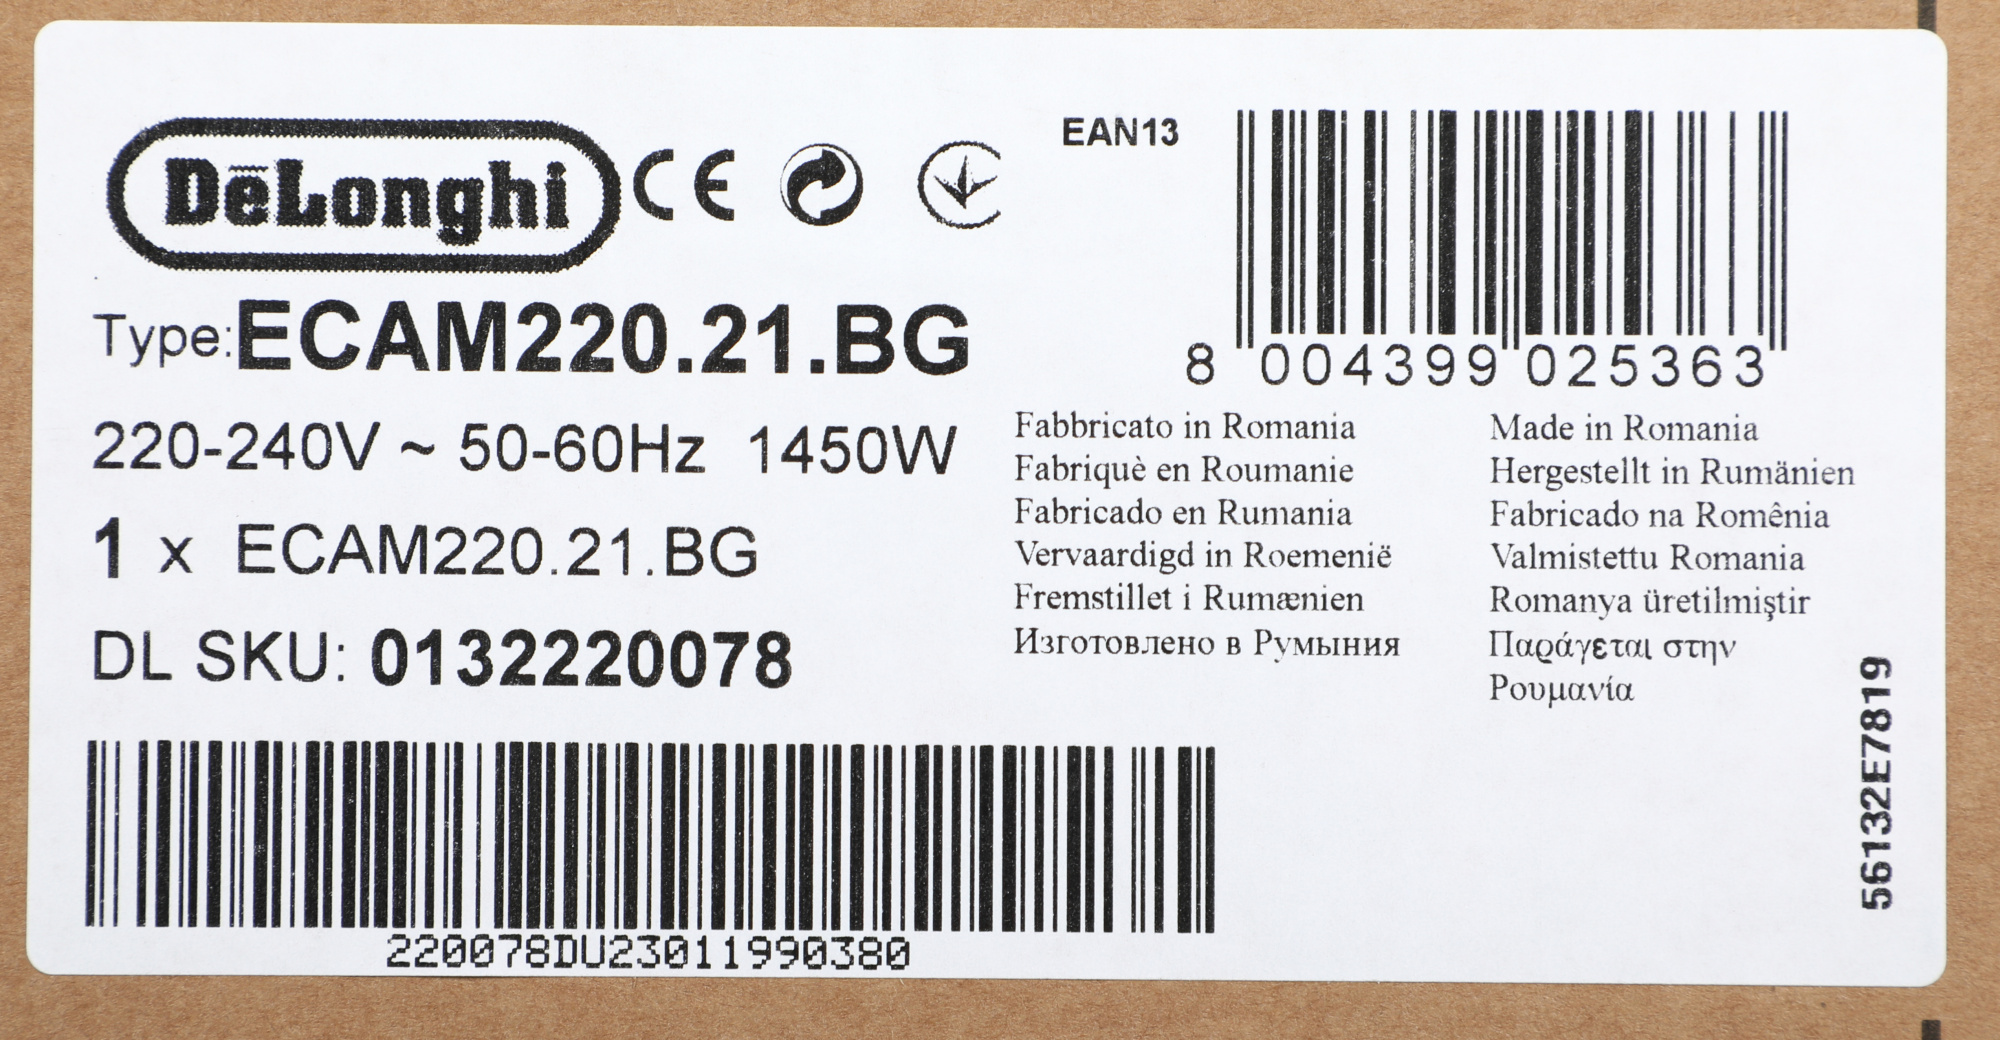 DēLonghi CE
Type:ECAM220.21.BG
220-240V ~ 50-60Hz 1450W
1 x ECAM220.21.BG
DL SKU: 0132220078
220078DU23011990380
EAN13
8 004399 025363
Fabbricato in Romania
Fabriquè en Roumanie
Fabricado en Rumania
Vervaardigd in Roemenië
Fremstillet i Rumænien
Изготовлено в Румыния
Made in Romania
Hergestellt in Rumänien
Fabricado na Romênia
Valmistettu Romania
Romanya üretilmiştir
Παράγεται στην
Ρουμανία
56132E7819